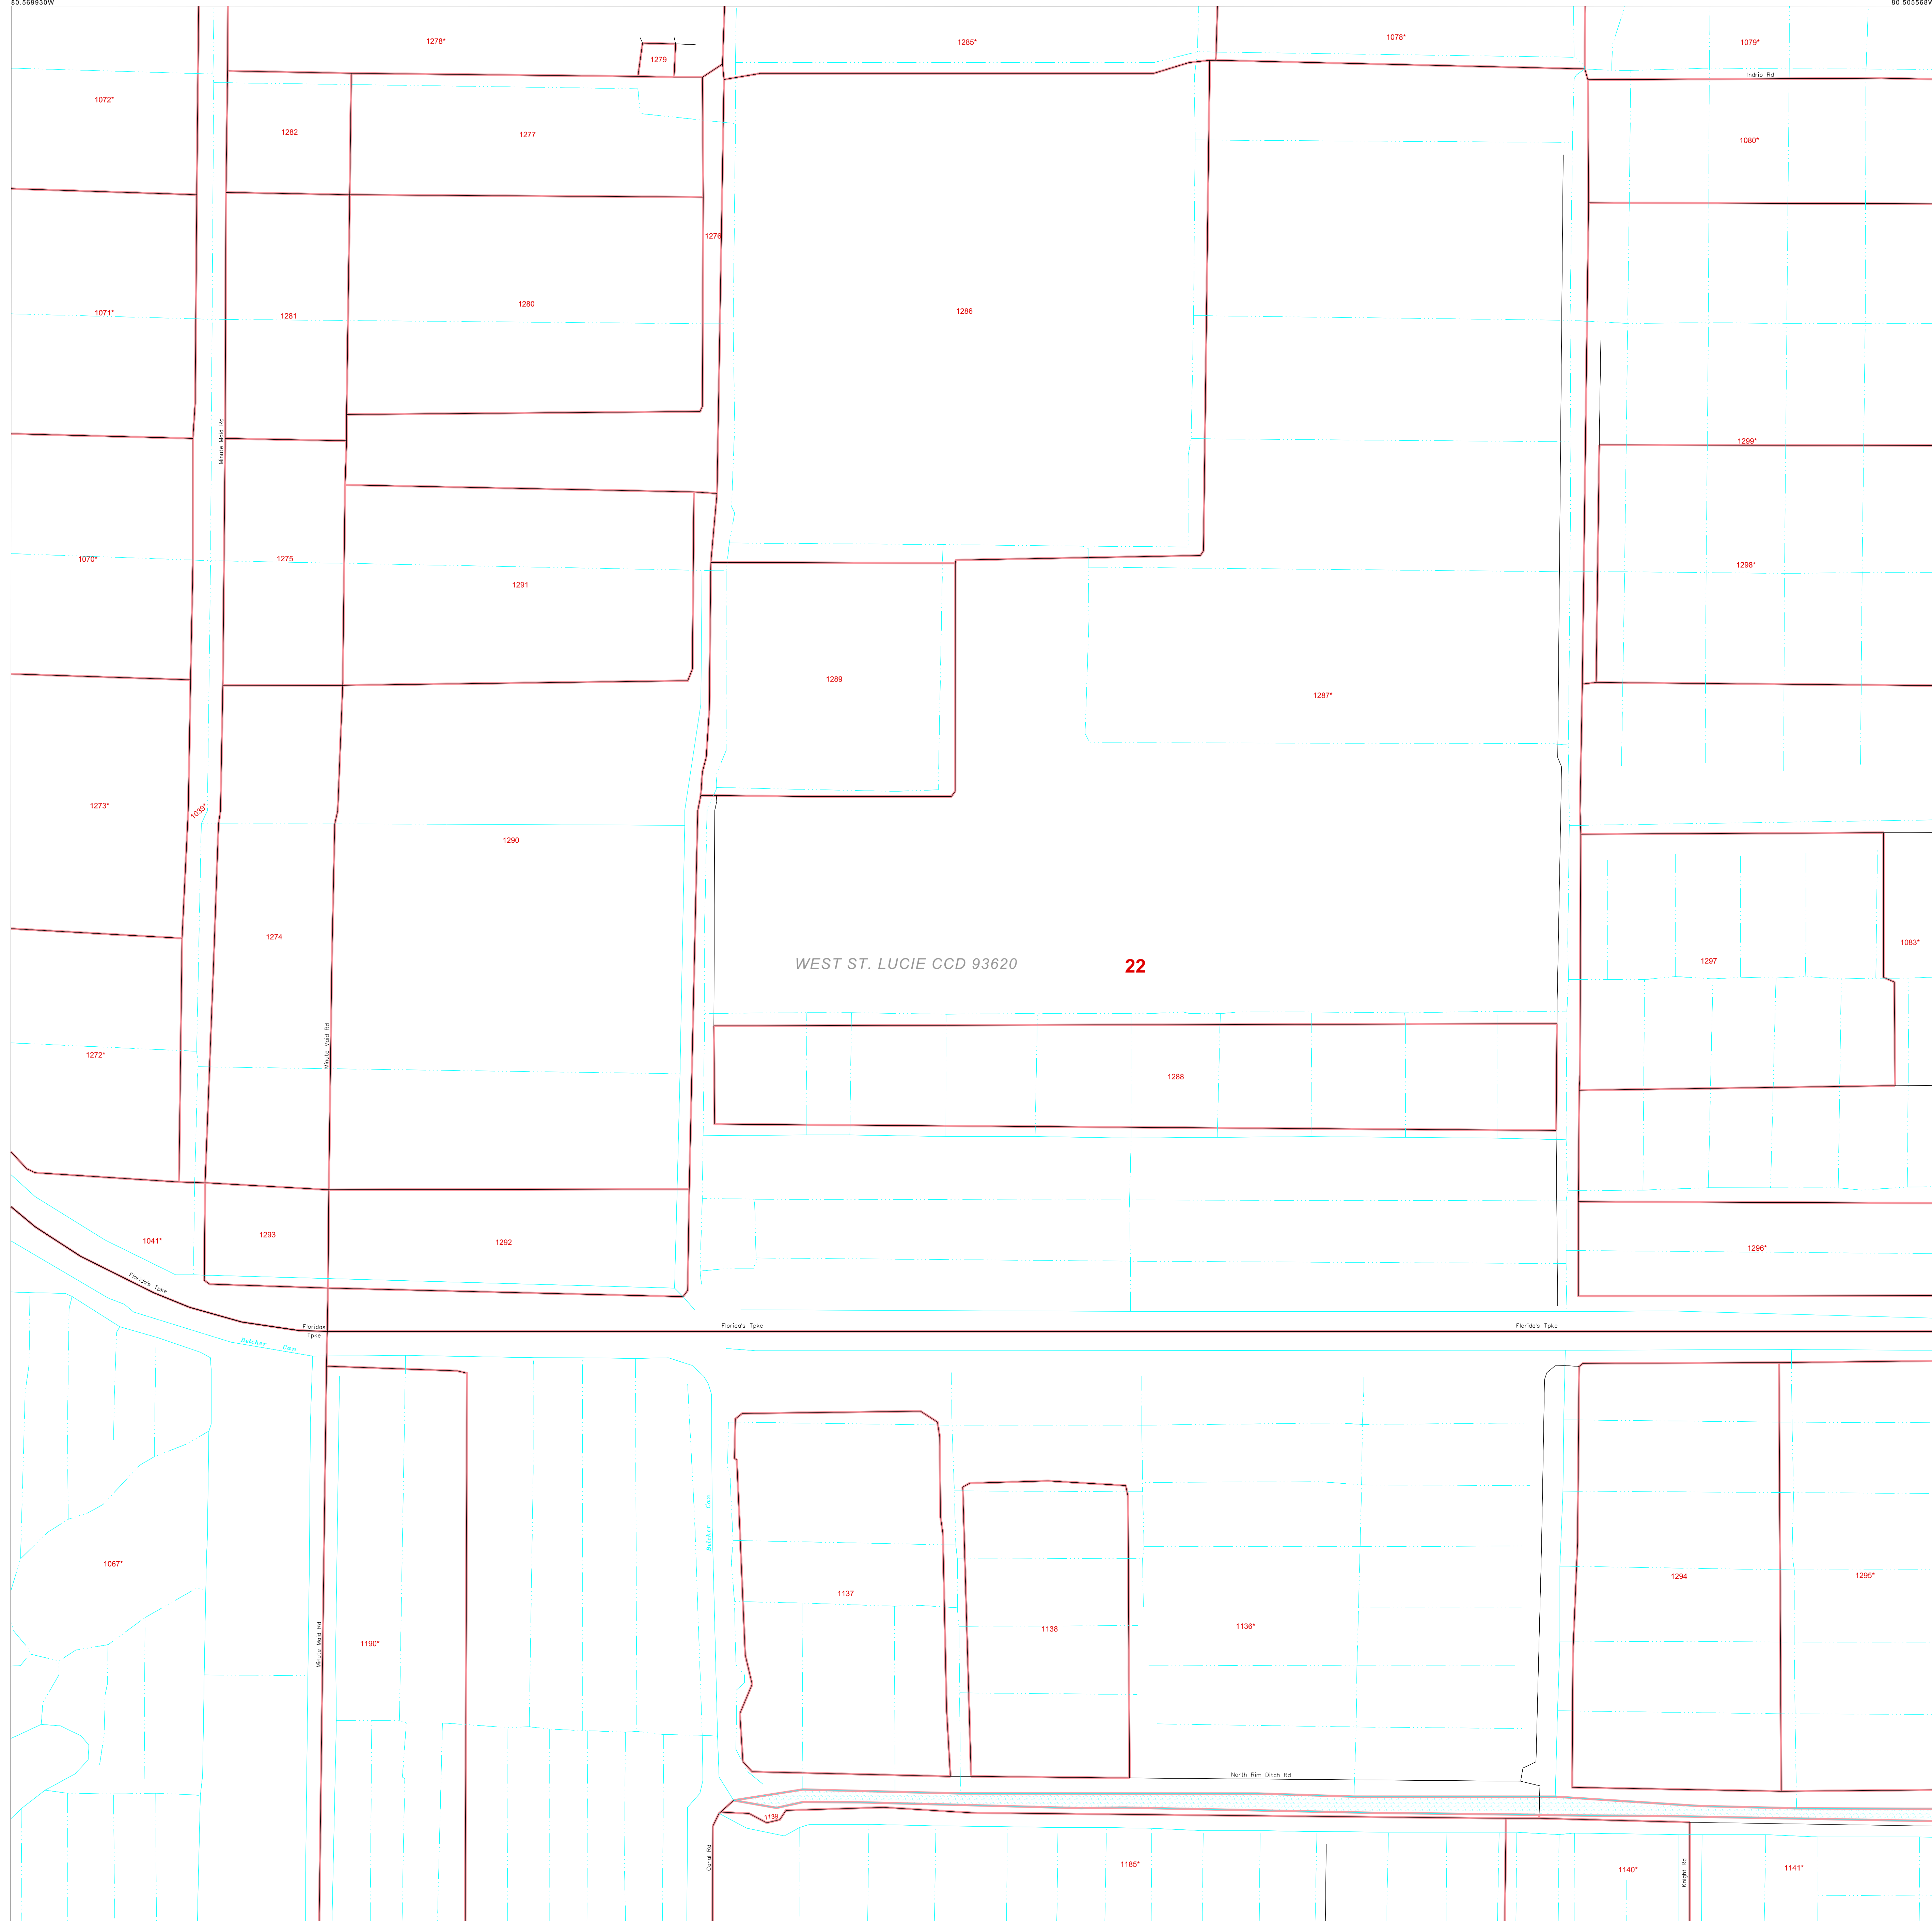 80.569930W
80.505568W
1278*
1279
1285*
1078*
1079*
Indrio Rd
1072*
1282
1277
1080*
1276
1071*
1281
1280
1286
Minute Maid Rd
1299*
1070*
1275
1291
1298*
1289
1287*
1273*
1039*
1290
1274
WEST ST. LUCIE CCD 93620
22
1297
1083*
1272*
Minute Maid Rd
1288
1041*
1293
1292
1296*
Florida's Tpke
Floridas
Tpke
Florida's Tpke
Florida's Tpke
Belcher Can
Belcher Can
1067*
1137
1294
1295*
1190*
Minute Maid Rd
1138
1136*
North Rim Ditch Rd
1139
Canal Rd
1185*
1140*
Knight Rd
1141*